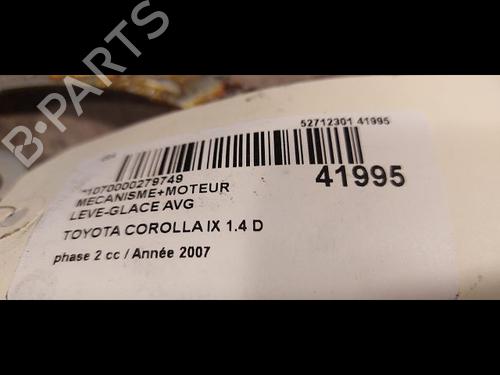 52712301 41995
41995
MECANISME+MOTEUR
LEVE-GLACE AVG
TOYOTA COROLLA IX 1.4 D
phase 2 cc / Année 2007
B-PARTS